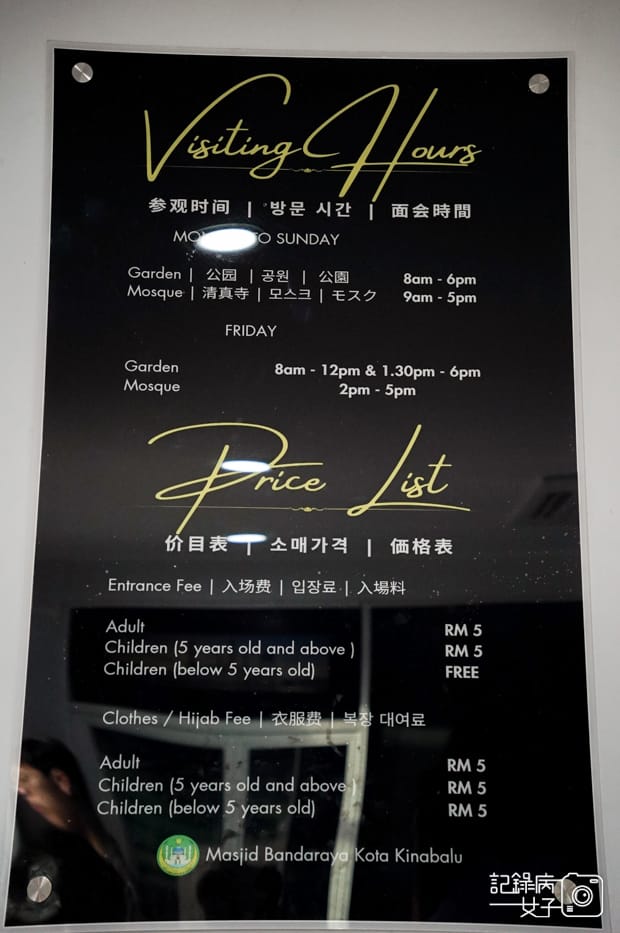 Visiting Hours
参观时间 | 방문 시간 | 面会時間
TO SUNDAY
Garden | 公园 | 공원 | 公園 8am - 6pm
Mosque | 清真寺 | 모스크 | モスク 9am - 5pm
FRIDAY
Garden 8am - 12pm & 1.30pm - 6pm
Mosque 2pm - 5pm
Price List
价目表 | 소매가격 | 価格表
Entrance Fee | 入场费 | 입장료 | 入場料
Adult RM 5
Children (5 years old and above ) RM 5
Children (below 5 years old) FREE
Clothes / Hijab Fee | 衣服费 | 복장 대여료
Adult RM 5
Children (5 years old and above ) RM 5
Children (below 5 years old) RM 5
Masjid Bandaraya Kota Kinabalu
記錄病
女子